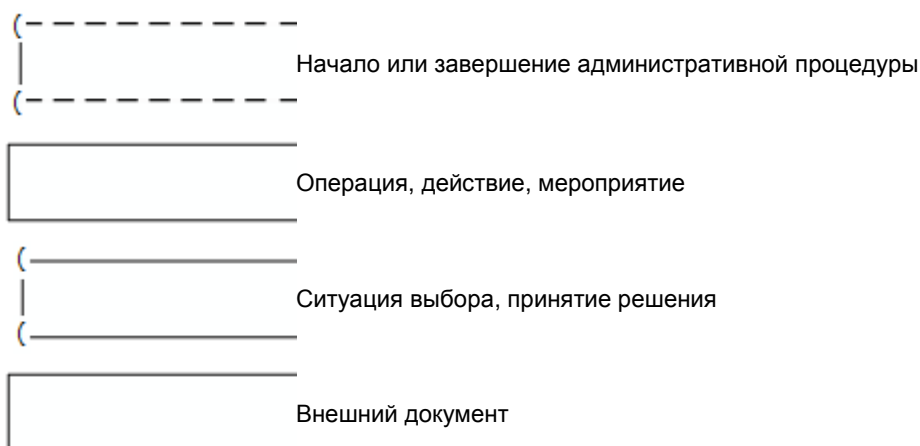 Начало или завершение административной процедуры
Операция, действие, мероприятие
Ситуация выбора, принятие решения
Внешний документ